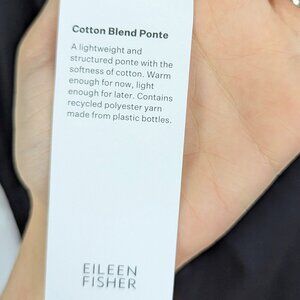 Cotton Blend Ponte
A lightweight and
structured ponte with the
softness of cotton. Warm
enough for now, light
enough for later. Contains
recycled polyester yarn
made from plastic bottles.
EILEEN
FISHER